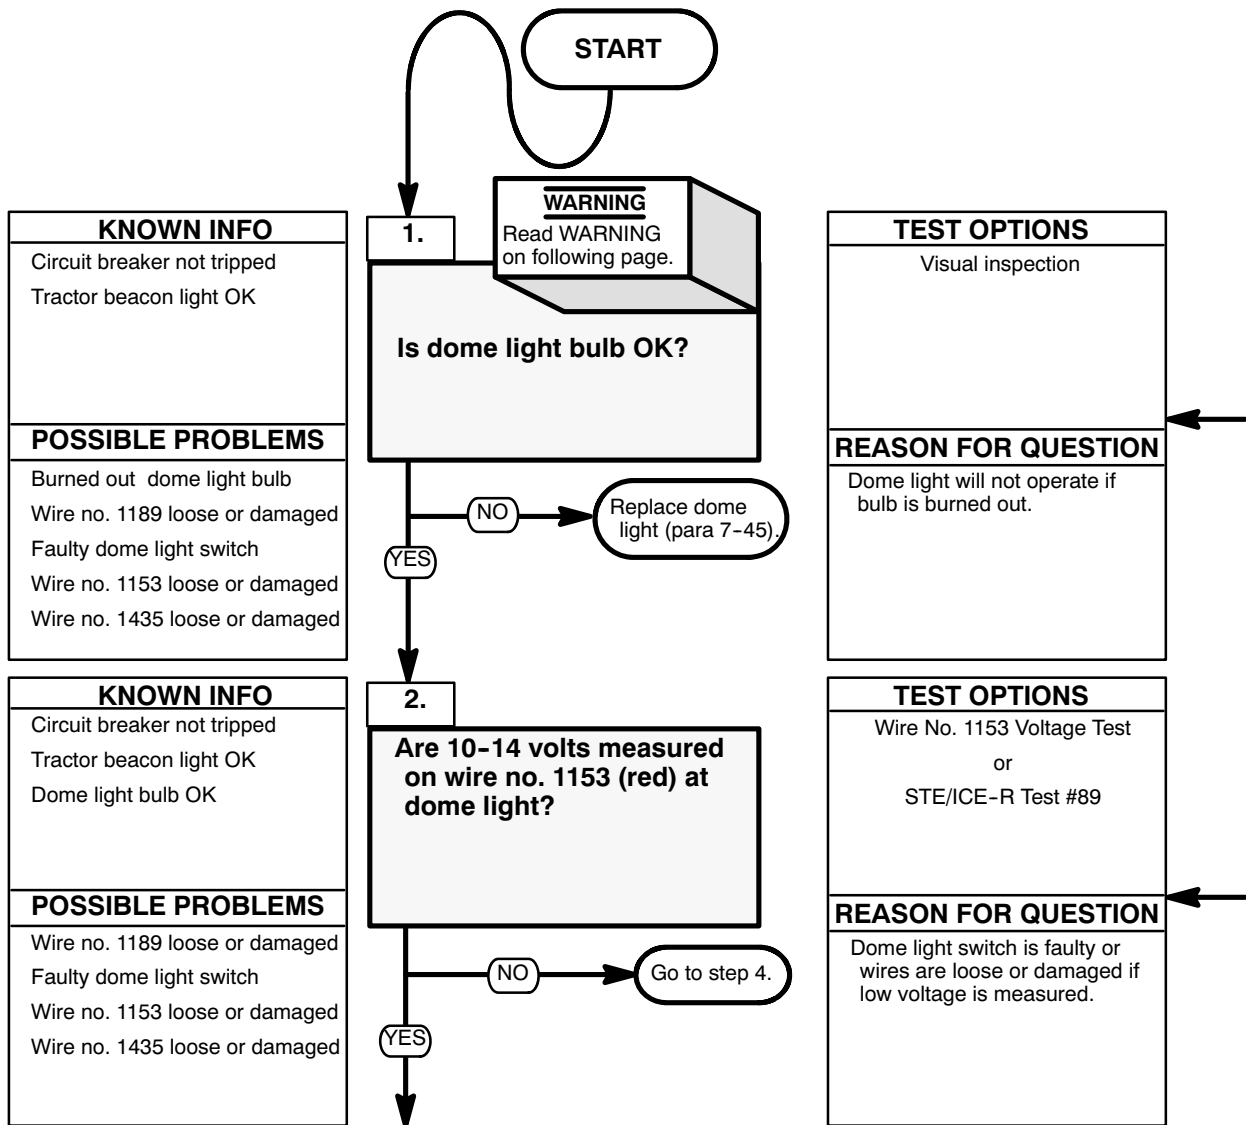 START
WARNING
Read WARNING
on following page.
KNOWN INFO
Circuit breaker not tripped
Tractor beacon light OK
POSSIBLE PROBLEMS
Burned out dome light bulb
Wire no. 1189 loose or damaged
Faulty dome light switch
Wire no. 1153 loose or damaged
Wire no. 1435 loose or damaged
1.
Is dome light bulb OK?
NO
Replace dome
light (para 7-45).
YES
TEST OPTIONS
Visual inspection
REASON FOR QUESTION
Dome light will not operate if
bulb is burned out.
KNOWN INFO
Circuit breaker not tripped
Tractor beacon light OK
Dome light bulb OK
POSSIBLE PROBLEMS
Wire no. 1189 loose or damaged
Faulty dome light switch
Wire no. 1153 loose or damaged
Wire no. 1435 loose or damaged
2.
Are 10-14 volts measured
on wire no. 1153 (red) at
dome light?
NO
Go to step 4.
YES
TEST OPTIONS
Wire No. 1153 Voltage Test
or
STE/ICE-R Test #89
REASON FOR QUESTION
Dome light switch is faulty or
wires are loose or damaged if
low voltage is measured.